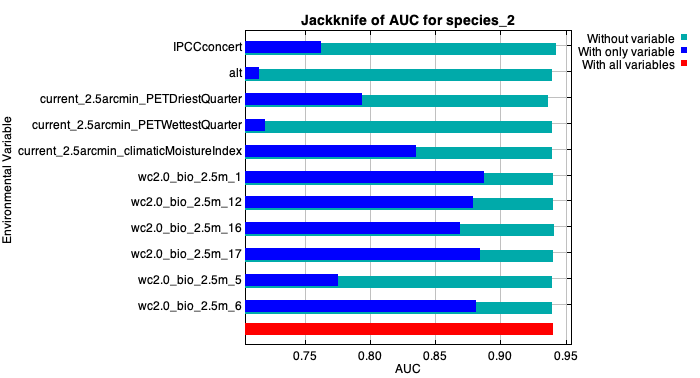 Jackknife of AUC for species_2
Without variable
With only variable
With all variables
Environmental Variable
IPCCconcert
alt
current_2.5arcmin_PETDriestQuarter
current_2.5arcmin_PETWettestQuarter
current_2.5arcmin_climaticMoistureIndex
wc2.0_bio_2.5m_1
wc2.0_bio_2.5m_12
wc2.0_bio_2.5m_16
wc2.0_bio_2.5m_17
wc2.0_bio_2.5m_5
wc2.0_bio_2.5m_6
0.75 0.80 0.85 0.90 0.95
AUC